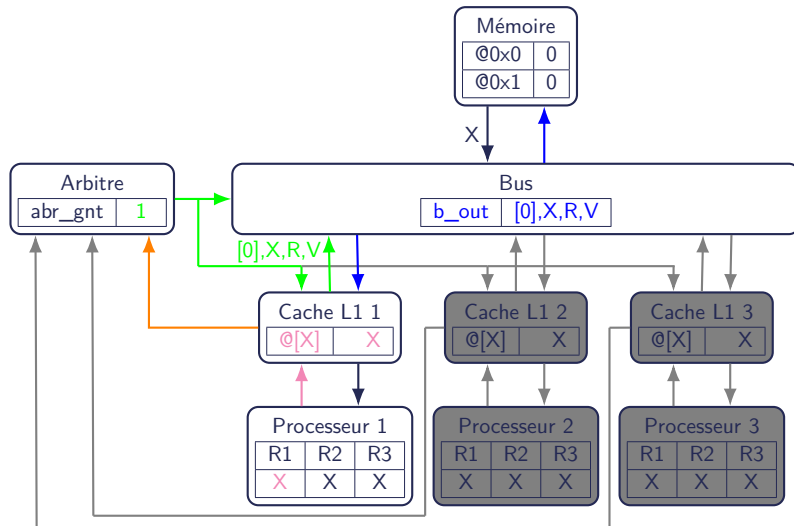 Mémoire
@0x0 0
@0x1 0
X
Arbitre
abr_gnt 1
Bus
b_out [0],X,R,V
[0],X,R,V
Cache L1 1
@[X] X
Cache L1 2
@[X] X
Cache L1 3
@[X] X
Processeur 1
R1 R2 R3
X X X
Processeur 2
R1 R2 R3
X X X
Processeur 3
R1 R2 R3
X X X